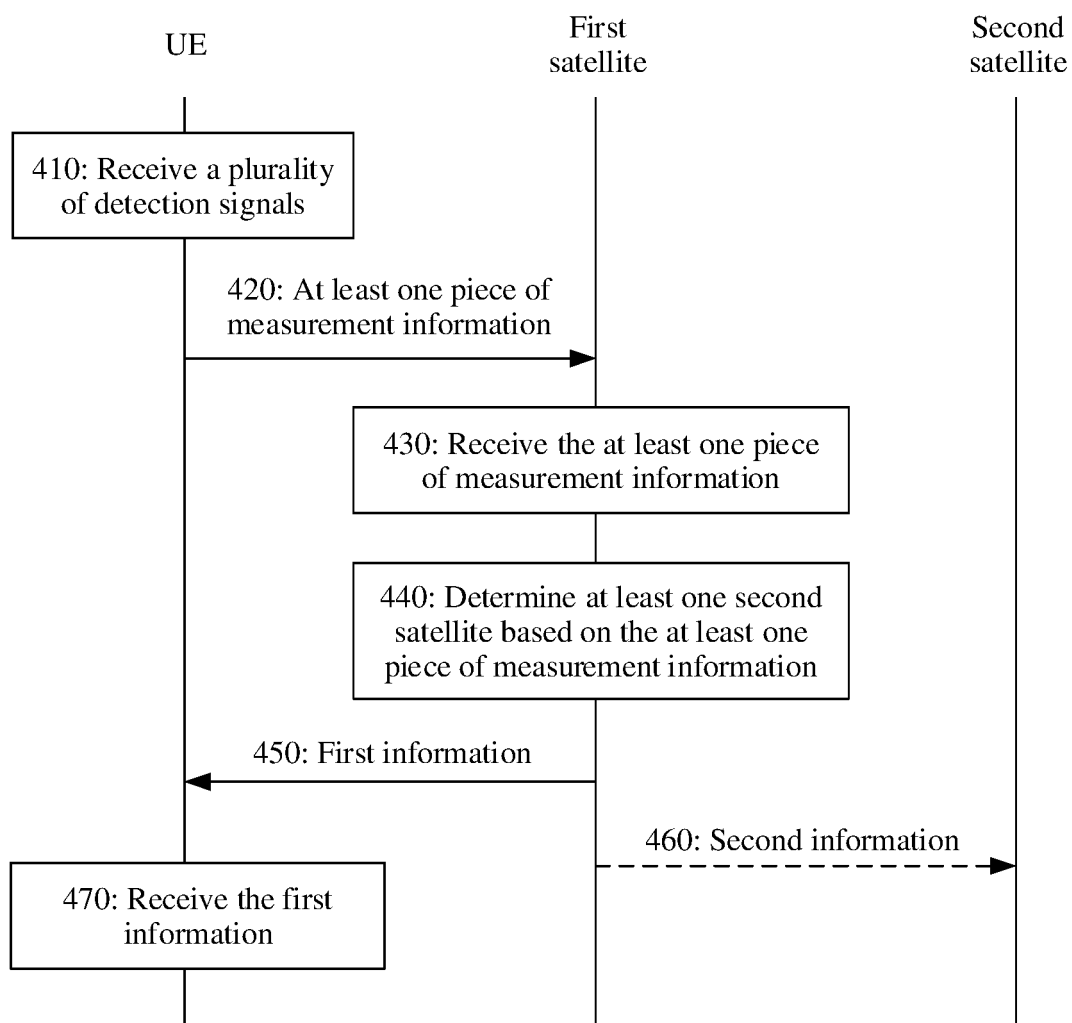 UE
First
satellite
Second
satellite
410: Receive a plurality
of detection signals
420: At least one piece of
measurement information
430: Receive the at least one piece
of measurement information
440: Determine at least one second
satellite based on the at least one
piece of measurement information
450: First information
460: Second information
470: Receive the first
information